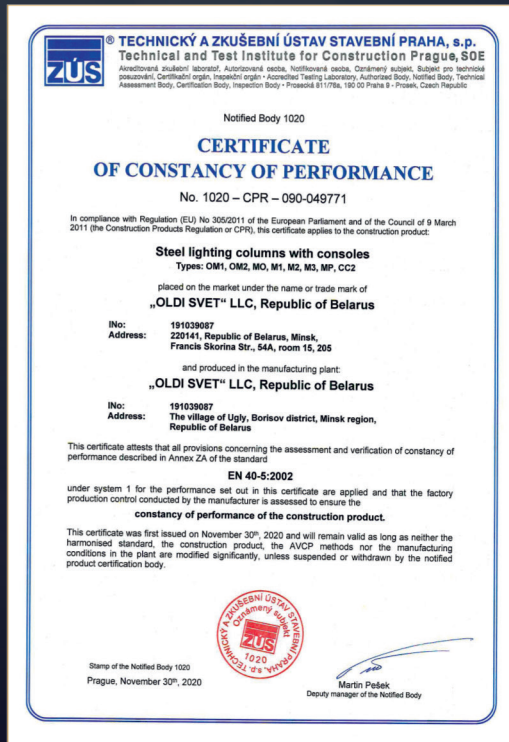 ZÚS
® TECHNICKÝ A ZKUŠEBNÍ ÚSTAV STAVEBNÍ PRAHA, s.p.
Technical and Test Institute for Construction Prague, SOE
Akreditovaná zkušební laboratoř, Autorizovaná osoba, Notifikovaná osoba, Oznámený subjekt, Subjekt pro technické
posuzování, Certifikační orgán, Inspekční orgán • Accredited Testing Laboratory, Authorized Body, Notified Body, Technical
Assessment Body, Certification Body, Inspection Body • Prosecká 811/76a, 190 00 Praha 9 - Prosek, Czech Republic
Notified Body 1020
CERTIFICATE
OF CONSTANCY OF PERFORMANCE
No. 1020 – CPR – 090-049771
In compliance with Regulation (EU) No 305/2011 of the European Parliament and of the Council of 9 March
2011 (the Construction Products Regulation or CPR), this certificate applies to the construction product:
Steel lighting columns with consoles
Types: OM1, OM2, MO, M1, M2, M3, MP, CC2
placed on the market under the name or trade mark of
„OLDI SVET“ LLC, Republic of Belarus
INo: 191039087
Address: 220141, Republic of Belarus, Minsk,
Francis Skorina Str., 54A, room 15, 205
and produced in the manufacturing plant:
„OLDI SVET“ LLC, Republic of Belarus
INo: 191039087
Address: The village of Ugly, Borisov district, Minsk region,
Republic of Belarus
This certificate attests that all provisions concerning the assessment and verification of constancy of
performance described in Annex ZA of the standard
EN 40-5:2002
under system 1 for the performance set out in this certificate are applied and that the factory
production control conducted by the manufacturer is assessed to ensure the
constancy of performance of the construction product.
This certificate was first issued on November 30th, 2020 and will remain valid as long as neither the
harmonised standard, the construction product, the AVCP methods nor the manufacturing
conditions in the plant are modified significantly, unless suspended or withdrawn by the notified
product certification body.
TECHNICKÝ A ZKUŠEBNÍ ÚSTAV STAVEBNÍ PRAHA, s.p.
Oznámený subjekt
ZÚS
1020
Stamp of the Notified Body 1020
Prague, November 30th, 2020
Martin Pešek
Deputy manager of the Notified Body